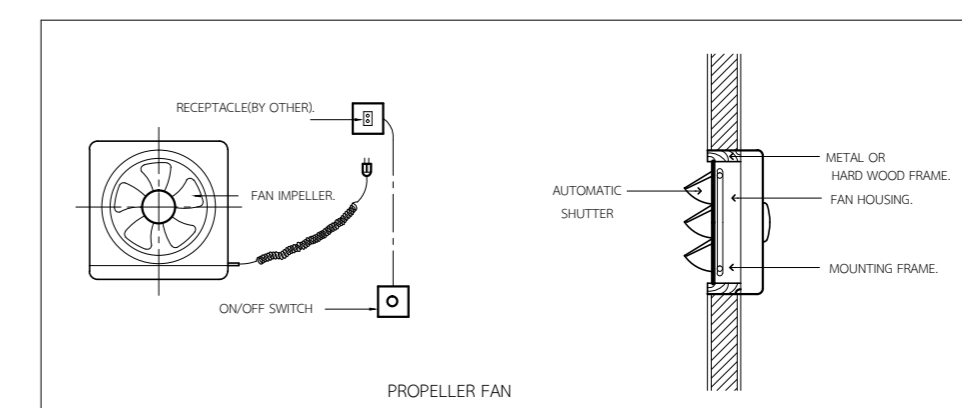 RECEPTACLE(BY OTHER).
FAN IMPELLER.
ON/OFF SWITCH
AUTOMATIC
SHUTTER
METAL OR
HARD WOOD FRAME.
FAN HOUSING.
MOUNTING FRAME.
PROPELLER FAN